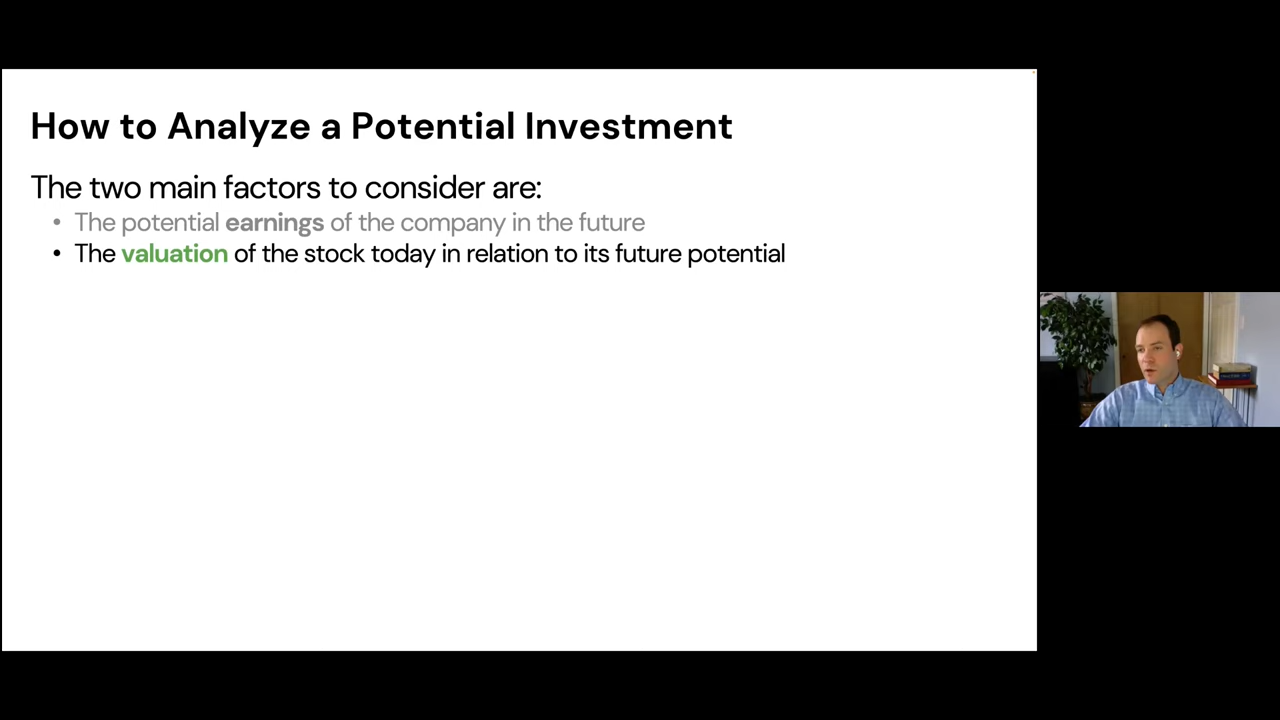 How to Analyze a Potential Investment
The two main factors to consider are:
• The potential earnings of the company in the future
• The valuation of the stock today in relation to its future potential